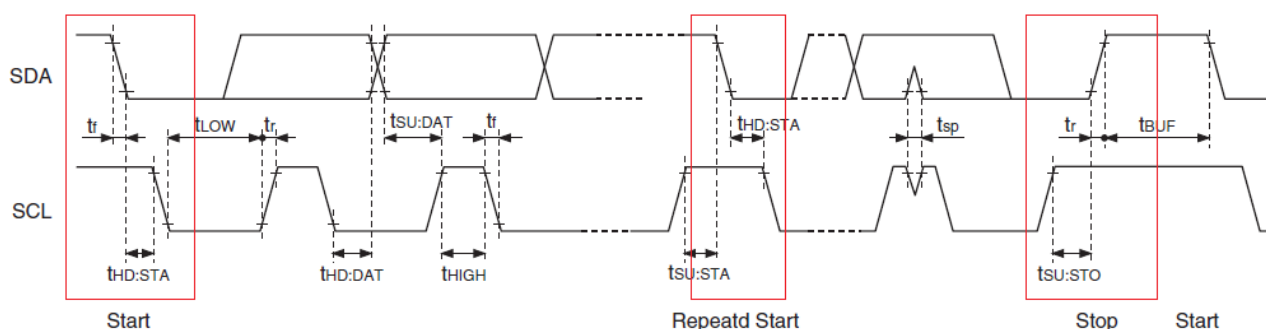 SDA
tf
tLOW
tr
tSU:DAT
tf
tHD:STA
tsp
tr
tBUF
SCL
tHD:STA
tHD:DAT
tHIGH
tSU:STA
tSU:STO
Start
Repeatd Start
Stop
Start